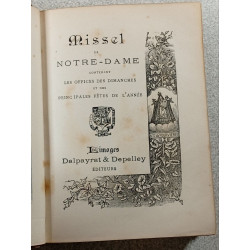 Missel
DE
NOTRE-DAME
CONTENANT
LES OFFICES DES DIMANCHES
ET DES
PRINCIPALES FÊTES DE L'ANNÉE
Limoges
Dalpayrat & Depelley
ÉDITEURS